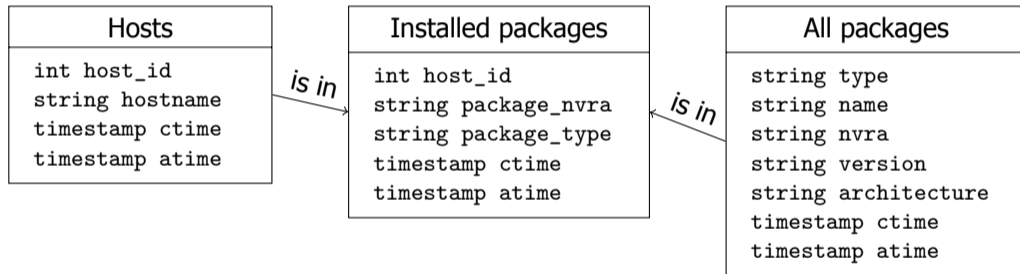 Hosts
int host_id
string hostname
timestamp ctime
timestamp atime
is in
Installed packages
int host_id
string package_nvra
string package_type
timestamp ctime
timestamp atime
is in
All packages
string type
string name
string nvra
string version
string architecture
timestamp ctime
timestamp atime